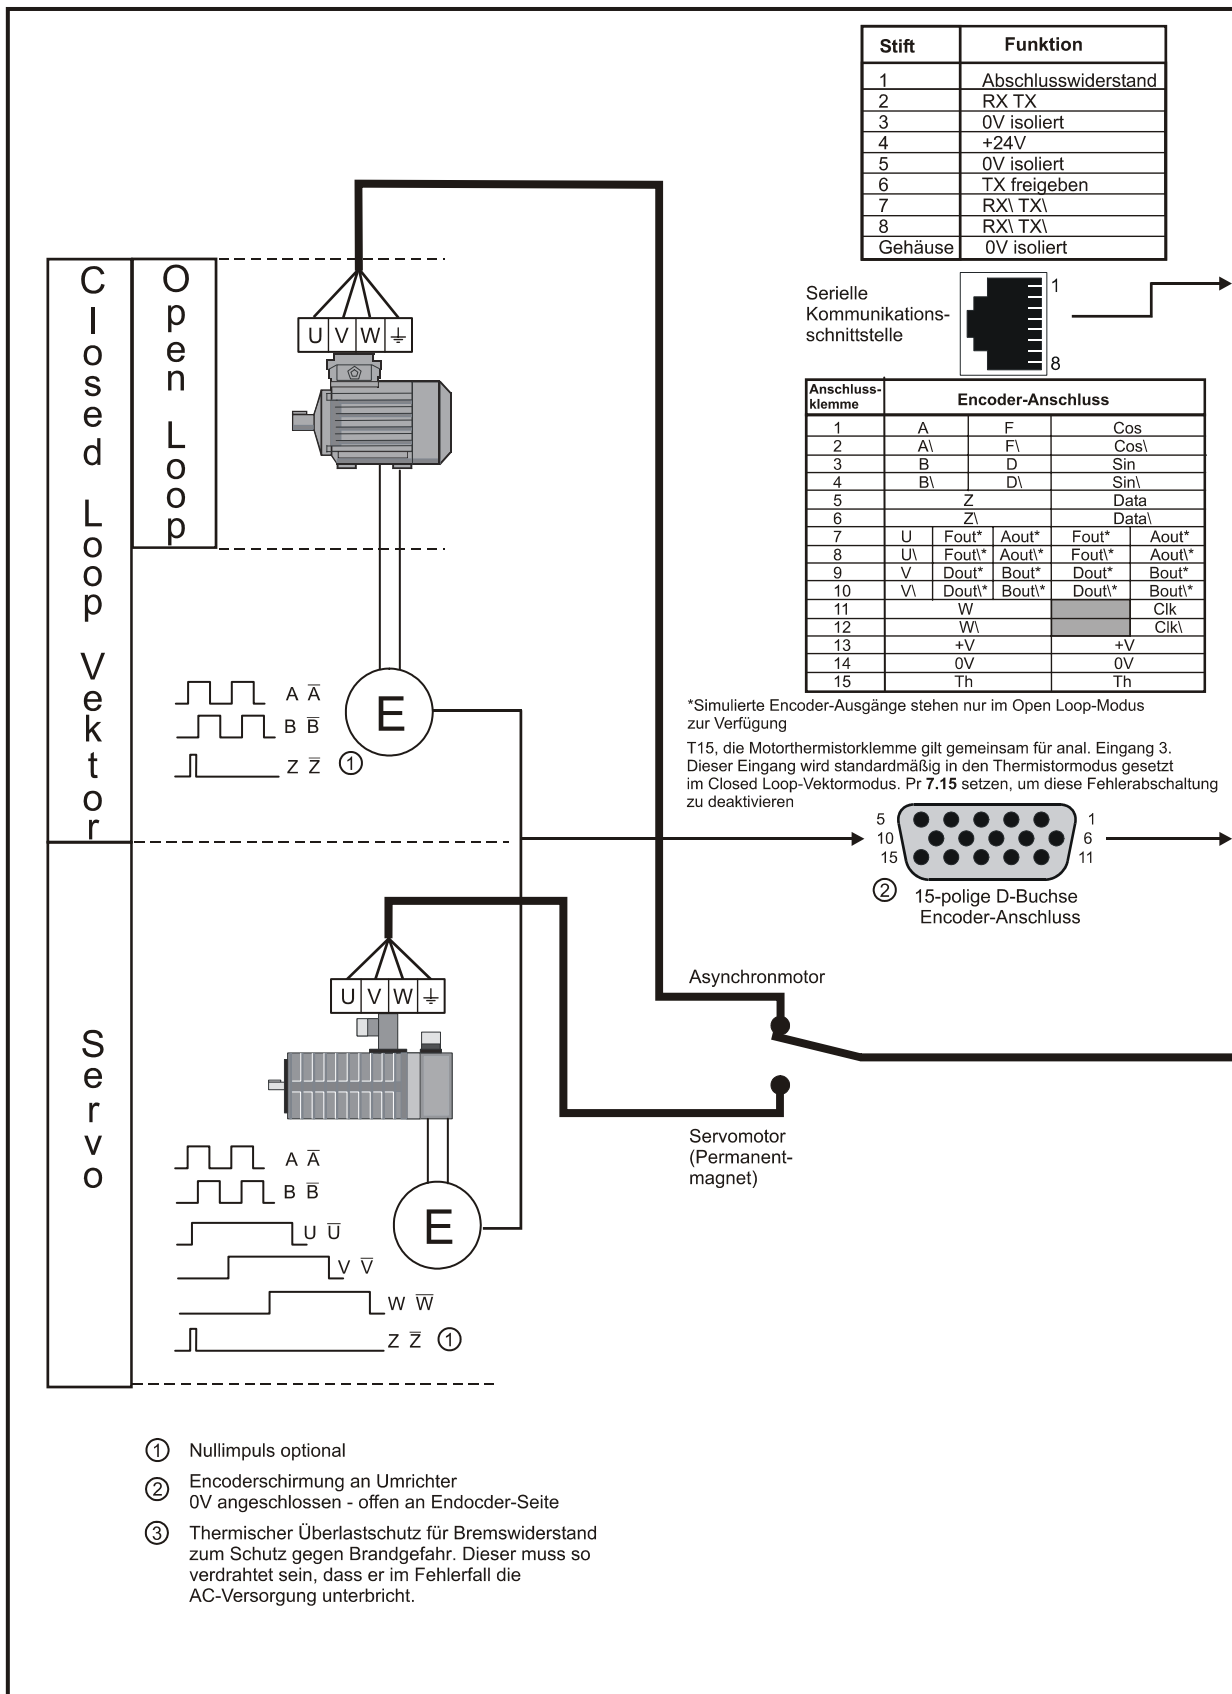 Stift Funktion
1 Abschlusswiderstand
2 RX TX
3 0V isoliert
4 +24V
5 0V isoliert
6 TX freigeben
7 RX\ TX\
8 RX\ TX\
Gehäuse 0V isoliert
Closed Loop Vektor
Open Loop
U V W
Serielle
Kommunikations-
schnittstelle
1
8
Anschluss-
klemme
Encoder-Anschluss
1 A F Cos
2 A\ F\ Cos\
3 B D Sin
4 B\ D\ Sin\
5 Z Data
6 Z\ Data\
7 U Fout* Aout* Fout* Aout*
8 U\ Fout\* Aout\* Fout\* Aout\*
9 V Dout* Bout* Dout* Bout*
10 V\ Dout\* Bout\* Dout\* Bout\*
11 W Clk
12 W\ Clk\
13 +V +V
14 0V 0V
15 Th Th
*Simulierte Encoder-Ausgänge stehen nur im Open Loop-Modus
zur Verfügung
T15, die Motorthermistorklemme gilt gemeinsam für anal. Eingang 3.
Dieser Eingang wird standardmäßig in den Thermistormodus gesetzt
im Closed Loop-Vektormodus. Pr 7.15 setzen, um diese Fehlerabschaltung
zu deaktivieren
A A̅
B B̅
Z Z̅ ①
E
5 1
10 6
15 11
② 15-polige D-Buchse
Encoder-Anschluss
Servo
U V W
Asynchronmotor
Servomotor
(Permanent-
magnet)
A A̅
B B̅
U U̅
V V̅
W W̅
Z Z̅ ①
E
① Nullimpuls optional
② Encoderschirmung an Umrichter
0V angeschlossen - offen an Endocder-Seite
③ Thermischer Überlastschutz für Bremswiderstand
zum Schutz gegen Brandgefahr. Dieser muss so
verdrahtet sein, dass er im Fehlerfall die
AC-Versorgung unterbricht.